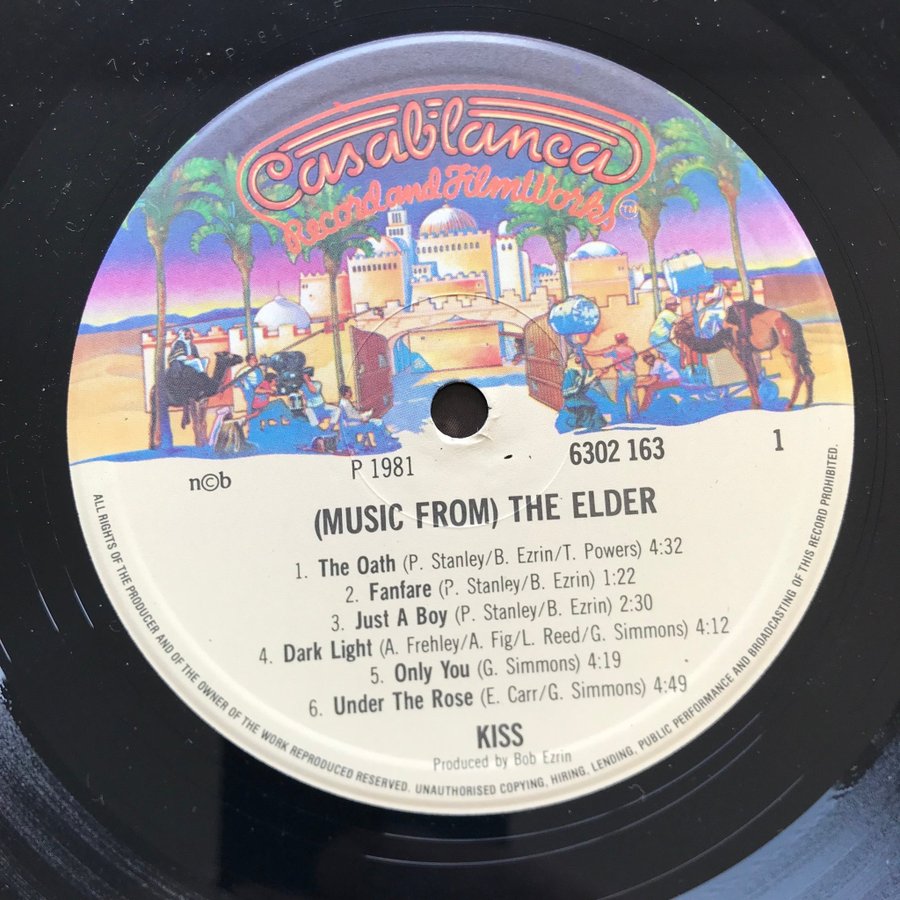 Casablanca
Record and FilmWorks TM
n©b P 1981 6302 163 1
(MUSIC FROM) THE ELDER
1. The Oath (P. Stanley/B. Ezrin/T. Powers) 4:32
2. Fanfare (P. Stanley/B. Ezrin) 1:22
3. Just A Boy (P. Stanley/B. Ezrin) 2:30
4. Dark Light (A. Frehley/A. Fig/L. Reed/G. Simmons) 4:12
5. Only You (G. Simmons) 4:19
6. Under The Rose (E. Carr/G. Simmons) 4:49
KISS
Produced by Bob Ezrin
ALL RIGHTS OF THE PRODUCER AND OF THE OWNER OF THE WORK REPRODUCED RESERVED. UNAUTHORISED COPYING, HIRING, LENDING, PUBLIC PERFORMANCE AND BROADCASTING OF THIS RECORD PROHIBITED.